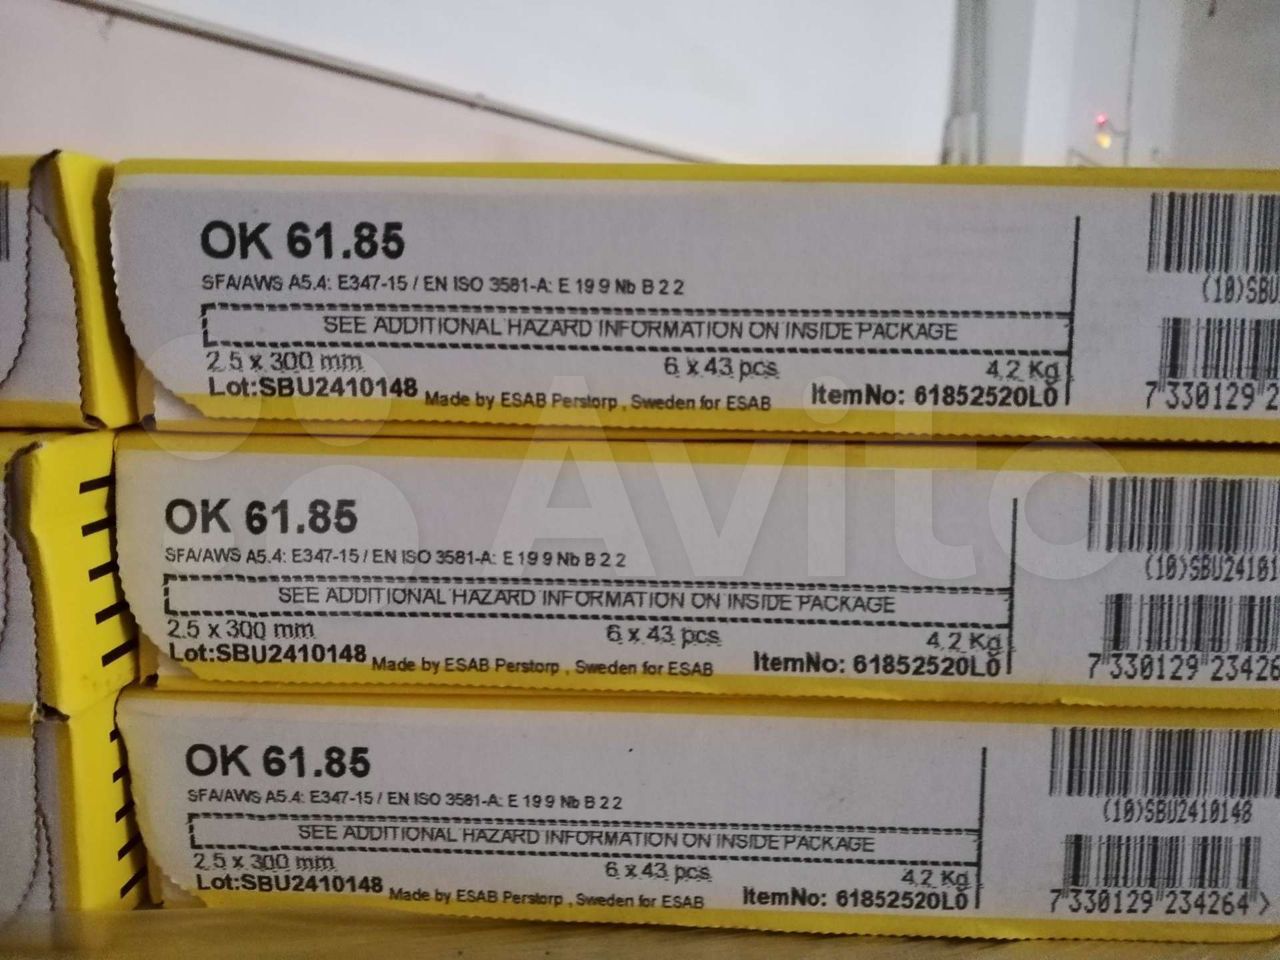 OK 61.85
SFA/AWS A5.4: E347-15 / EN ISO 3581-A: E 19 9 Nb B 2 2
SEE ADDITIONAL HAZARD INFORMATION ON INSIDE PACKAGE
2.5 x 300 mm 6 x 43 pcs 4,2 Kg
Lot:SBU2410148 Made by ESAB Perstorp , Sweden for ESAB ItemNo: 61852520L0
(10)SBU
7"330129"2
OK 61.85
SFA/AWS A5.4: E347-15 / EN ISO 3581-A: E 19 9 Nb B 2 2
SEE ADDITIONAL HAZARD INFORMATION ON INSIDE PACKAGE
2.5 x 300 mm 6 x 43 pcs 4,2 Kg
Lot:SBU2410148 Made by ESAB Perstorp , Sweden for ESAB ItemNo: 61852520L0
(10)SBU24101
7"330129"23426
OK 61.85
SFA/AWS A5.4: E347-15 / EN ISO 3581-A: E 19 9 Nb B 2 2
SEE ADDITIONAL HAZARD INFORMATION ON INSIDE PACKAGE
2.5 x 300 mm 6 x 43 pcs 4,2 Kg
Lot:SBU2410148 Made by ESAB Perstorp , Sweden for ESAB ItemNo: 61852520L0
(10)SBU2410148
7"330129"234264">
Avito